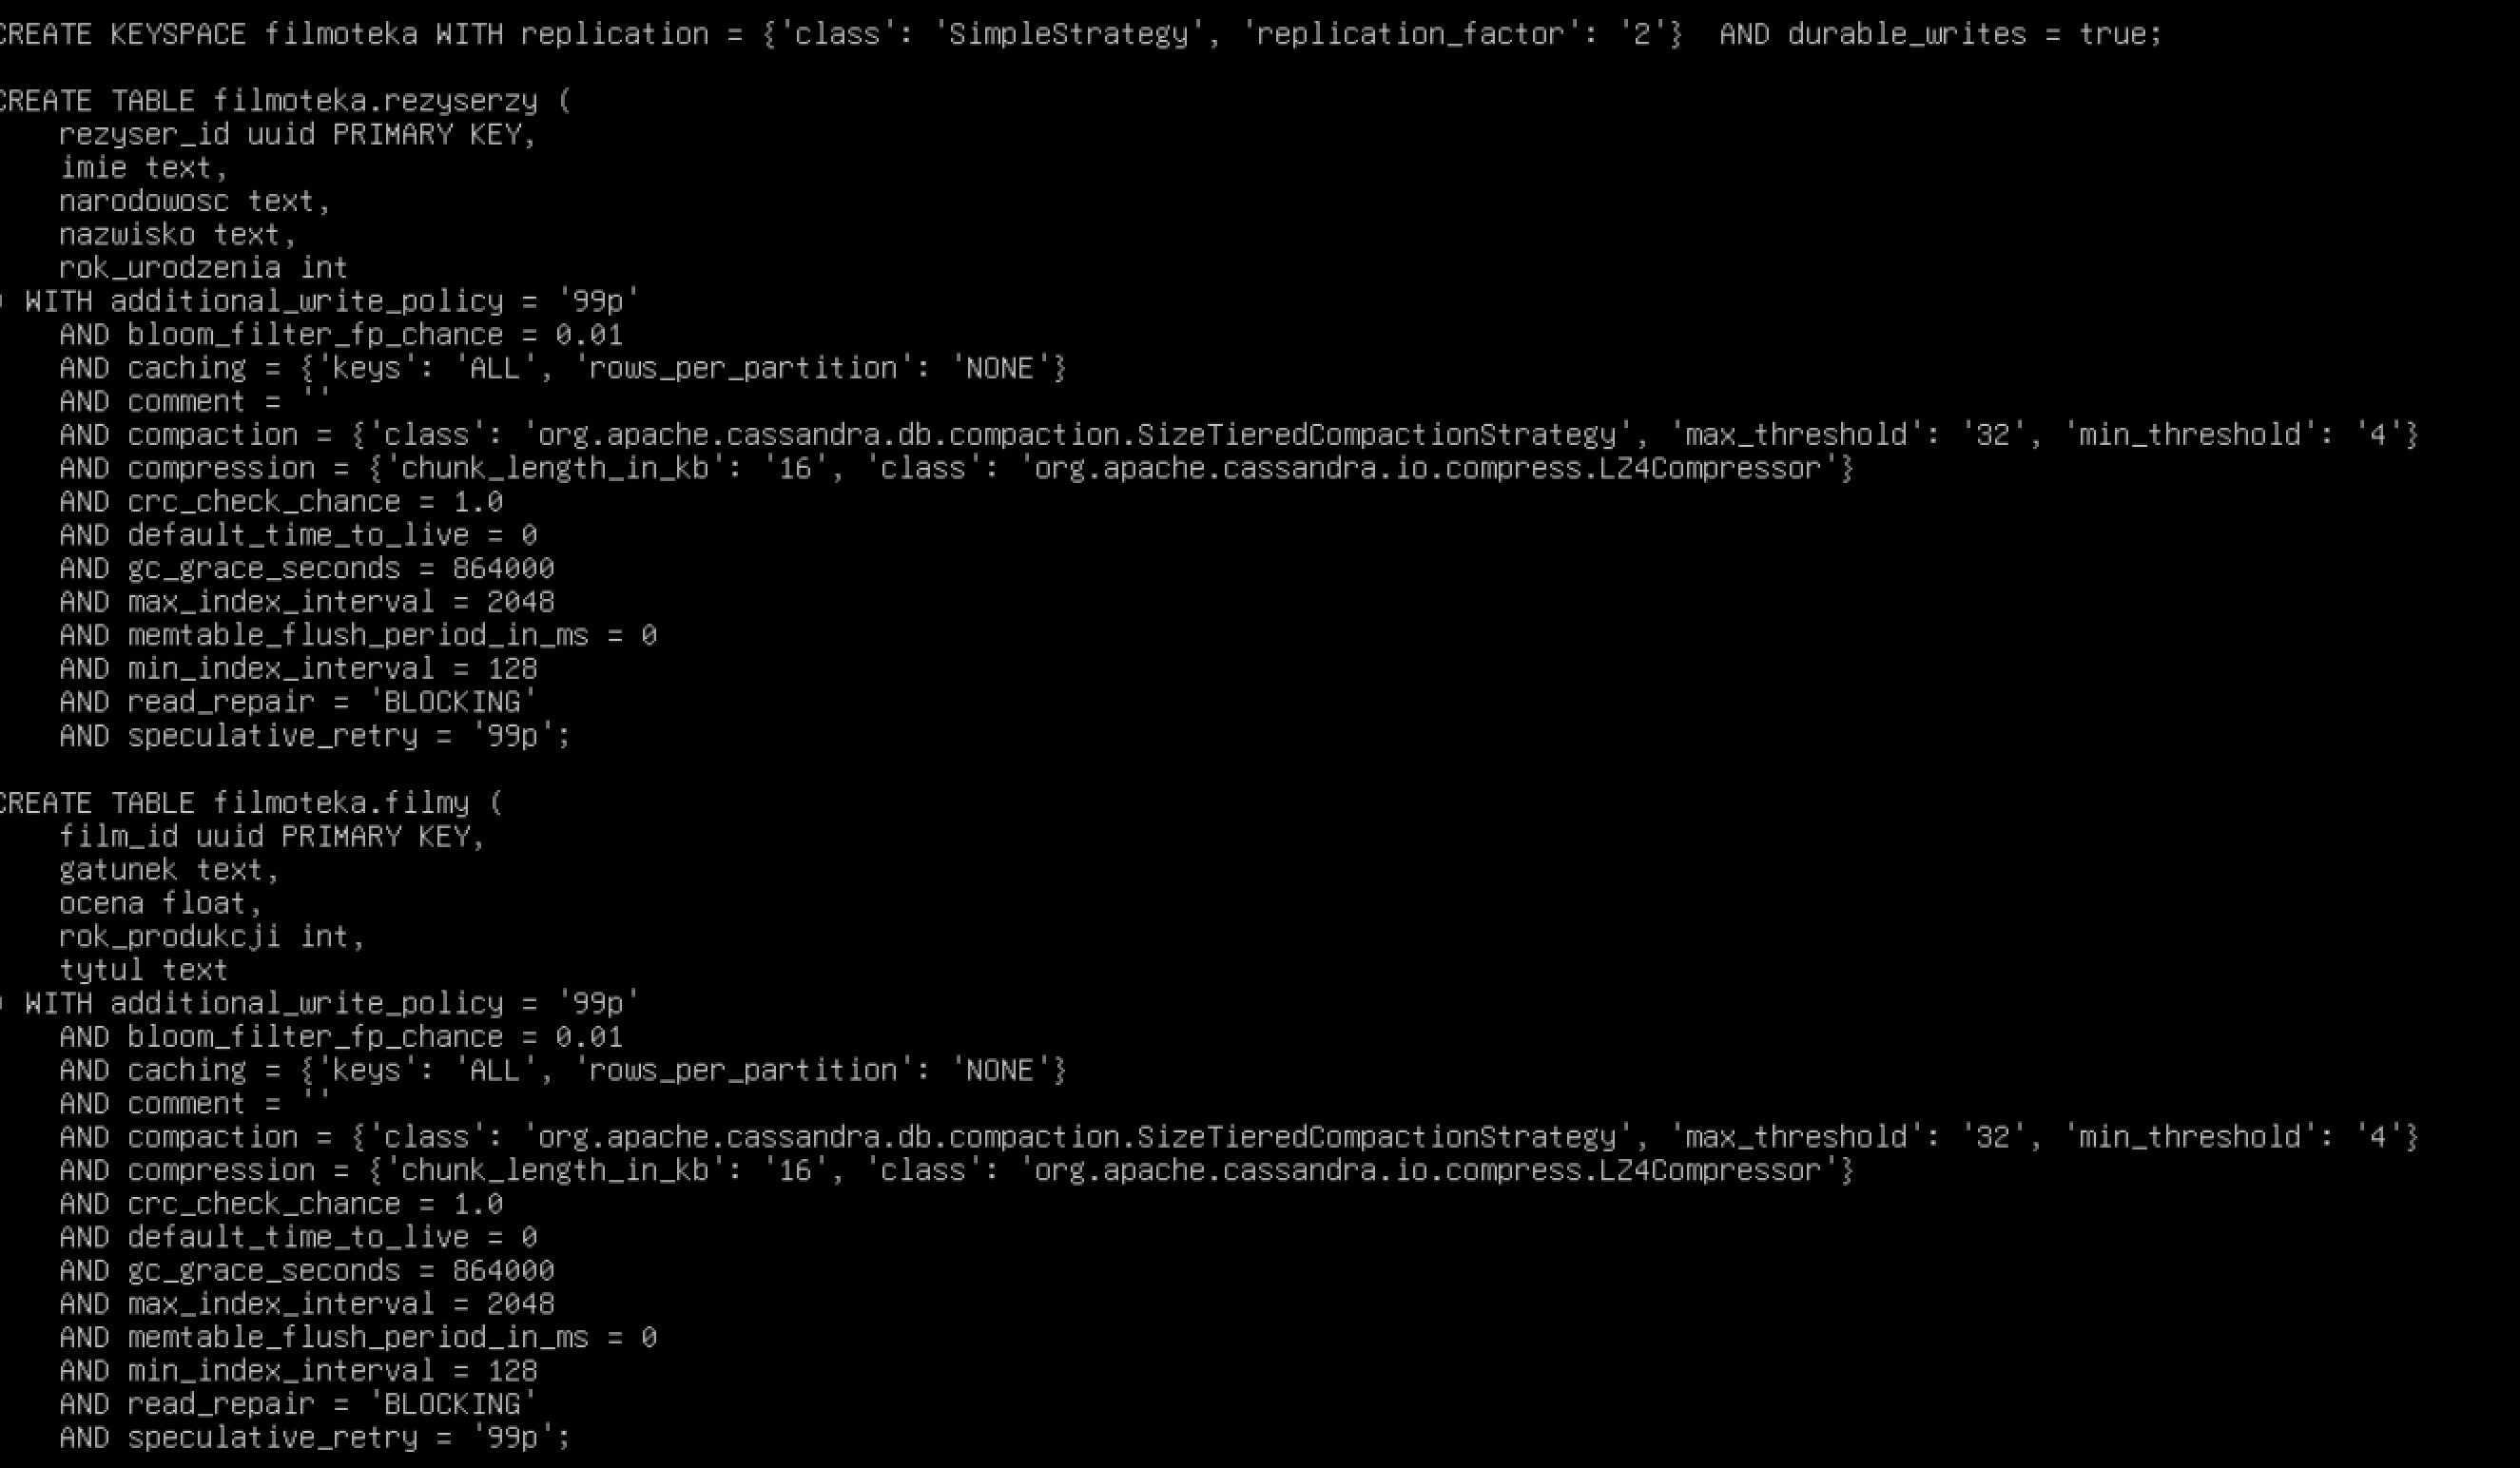 CREATE KEYSPACE filmoteka WITH replication = {'class': 'SimpleStrategy', 'replication_factor': '2'}  AND durable_writes = true;

CREATE TABLE filmoteka.rezyserzy (
    rezyser_id uuid PRIMARY KEY,
    imie text,
    narodowosc text,
    nazwisko text,
    rok_urodzenia int
) WITH additional_write_policy = '99p'
    AND bloom_filter_fp_chance = 0.01
    AND caching = {'keys': 'ALL', 'rows_per_partition': 'NONE'}
    AND comment = ''
    AND compaction = {'class': 'org.apache.cassandra.db.compaction.SizeTieredCompactionStrategy', 'max_threshold': '32', 'min_threshold': '4'}
    AND compression = {'chunk_length_in_kb': '16', 'class': 'org.apache.cassandra.io.compress.LZ4Compressor'}
    AND crc_check_chance = 1.0
    AND default_time_to_live = 0
    AND gc_grace_seconds = 864000
    AND max_index_interval = 2048
    AND memtable_flush_period_in_ms = 0
    AND min_index_interval = 128
    AND read_repair = 'BLOCKING'
    AND speculative_retry = '99p';

CREATE TABLE filmoteka.filmy (
    film_id uuid PRIMARY KEY,
    gatunek text,
    ocena float,
    rok_produkcji int,
    tytul text
) WITH additional_write_policy = '99p'
    AND bloom_filter_fp_chance = 0.01
    AND caching = {'keys': 'ALL', 'rows_per_partition': 'NONE'}
    AND comment = ''
    AND compaction = {'class': 'org.apache.cassandra.db.compaction.SizeTieredCompactionStrategy', 'max_threshold': '32', 'min_threshold': '4'}
    AND compression = {'chunk_length_in_kb': '16', 'class': 'org.apache.cassandra.io.compress.LZ4Compressor'}
    AND crc_check_chance = 1.0
    AND default_time_to_live = 0
    AND gc_grace_seconds = 864000
    AND max_index_interval = 2048
    AND memtable_flush_period_in_ms = 0
    AND min_index_interval = 128
    AND read_repair = 'BLOCKING'
    AND speculative_retry = '99p';